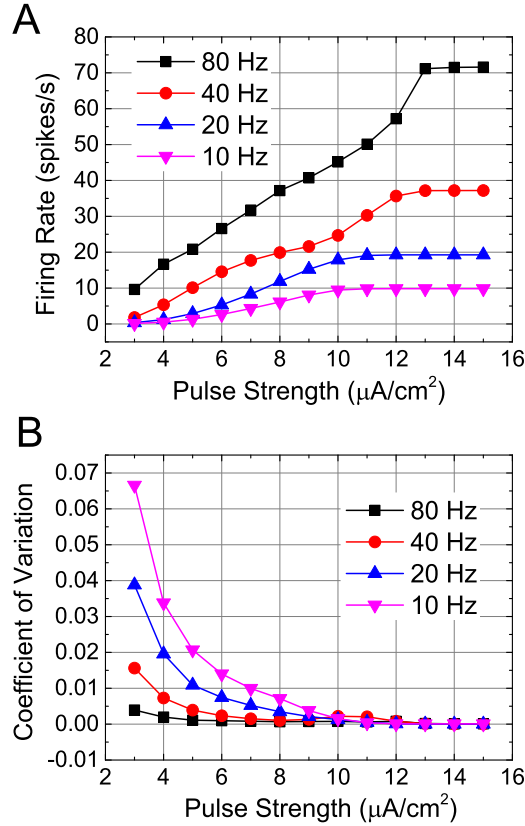 A
80
70
60
50
40
30
20
10
0
Firing Rate (spikes/s)
80 Hz
40 Hz
20 Hz
10 Hz
2 4 6 8 10 12 14 16
Pulse Strength (μA/cm²)
B
0.07
0.06
0.05
0.04
0.03
0.02
0.01
0.00
-0.01
Coefficient of Variation
80 Hz
40 Hz
20 Hz
10 Hz
2 4 6 8 10 12 14 16
Pulse Strength (μA/cm²)